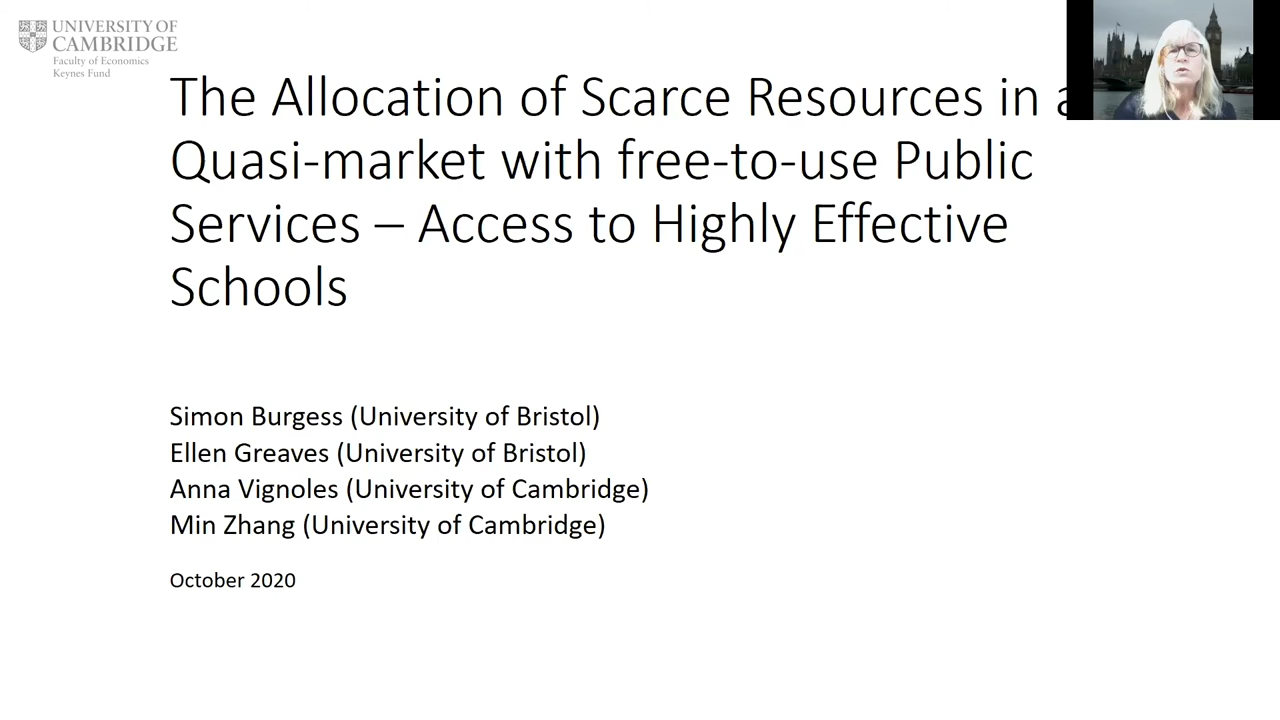 UNIVERSITY OF
CAMBRIDGE
Faculty of Economics
Keynes Fund
The Allocation of Scarce Resources in a
Quasi-market with free-to-use Public
Services – Access to Highly Effective
Schools
Simon Burgess (University of Bristol)
Ellen Greaves (University of Bristol)
Anna Vignoles (University of Cambridge)
Min Zhang (University of Cambridge)
October 2020